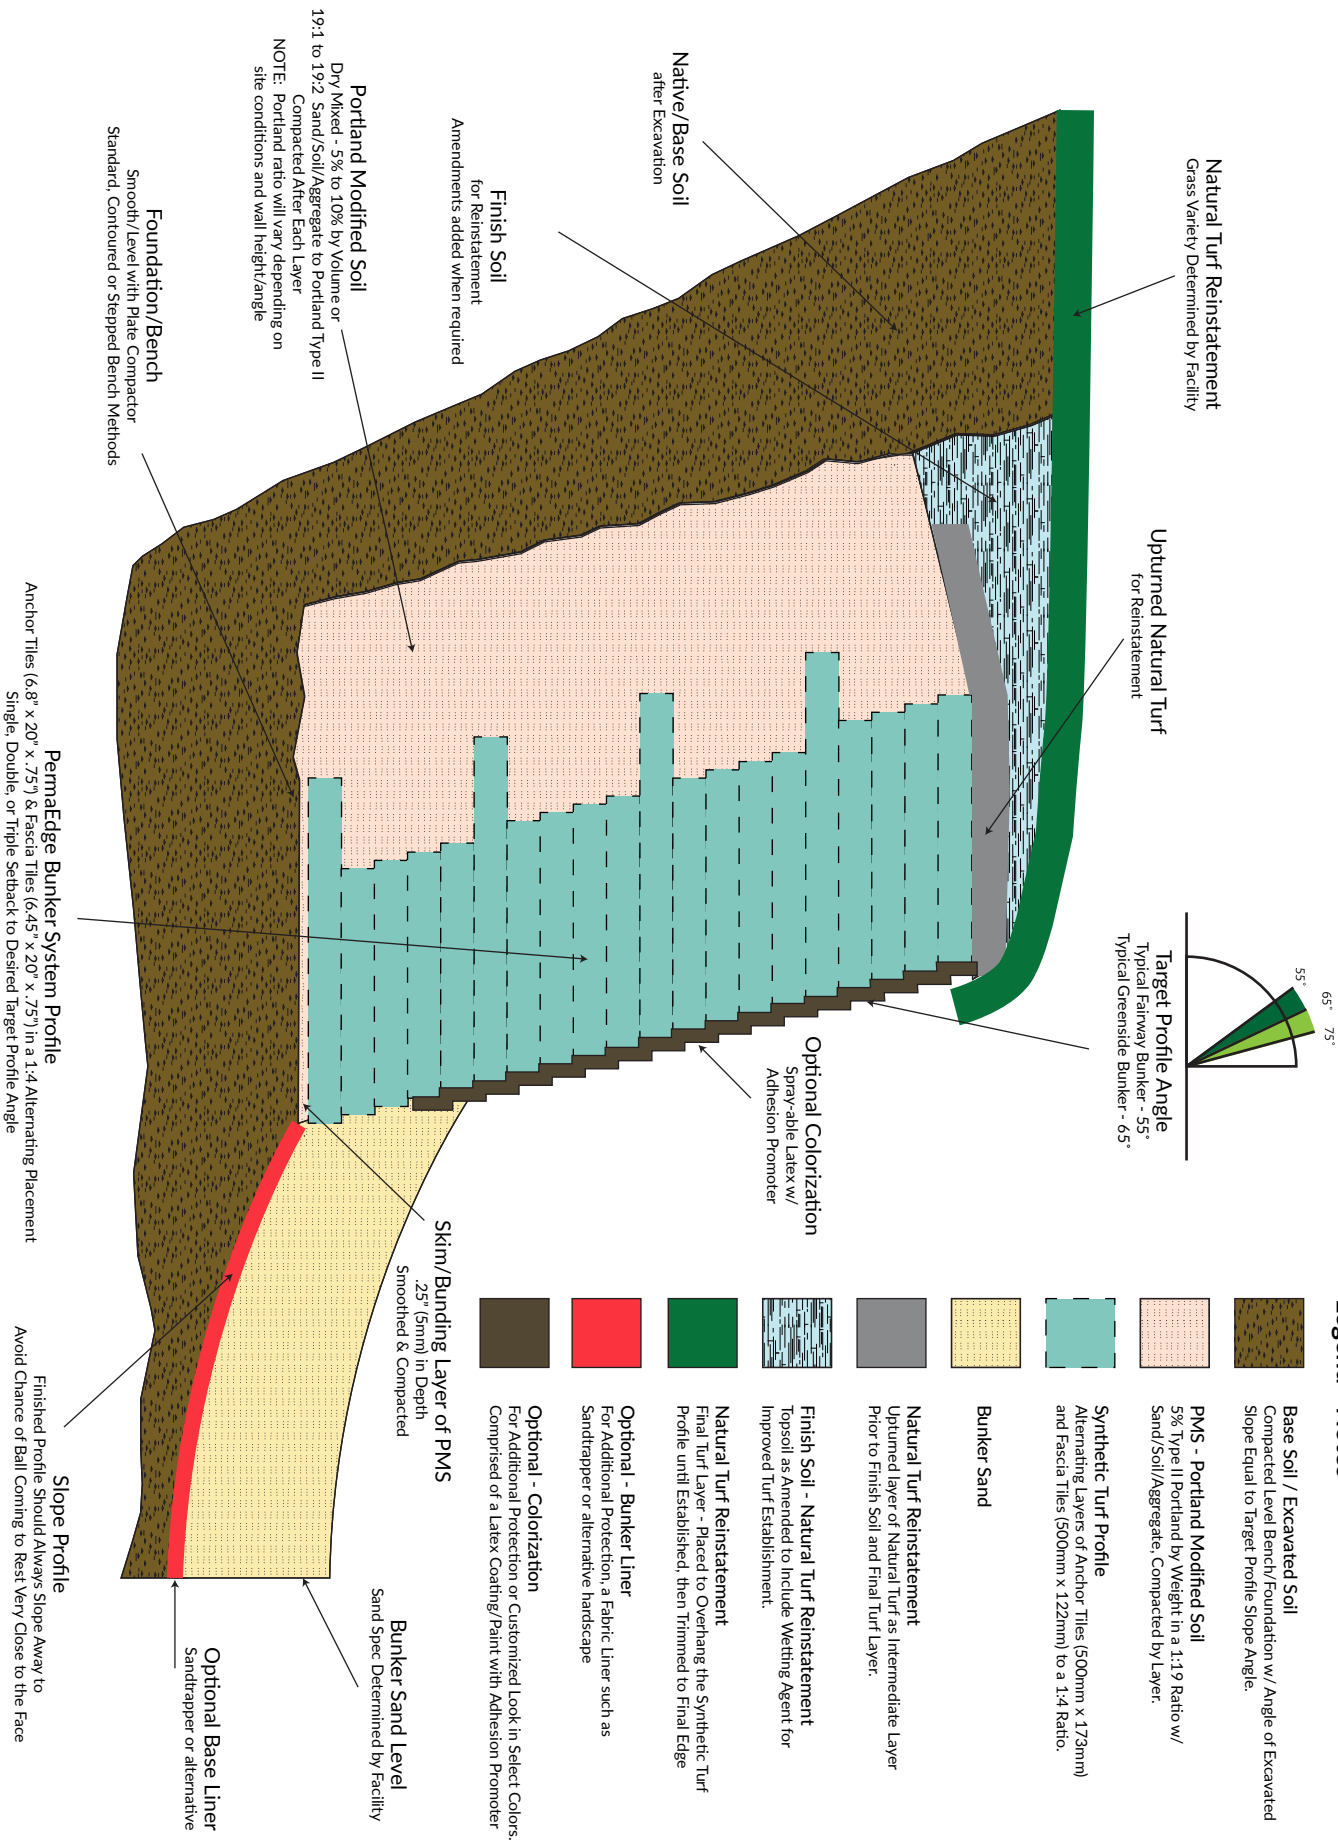 Natural Turf Reinstatement
Grass Variety Determined by Facility
Upturned Natural Turf
for Reinstatement
Target Profile Angle
Typical Fairway Bunker - 55°
Typical Greenside Bunker - 65°
55°
65°
75°
Native/Base Soil
after Excavation
Finish Soil
for Reinstatement
Amendments added when required
Portland Modified Soil
Dry Mixed - 5% to 10% by Volume or
19:1 to 19:2 Sand/Soil/Aggregate to Portland Type II
Compacted After Each Layer
NOTE: Portland ratio will vary depending on
site conditions and wall height/angle
Foundation/Bench
Smooth/Level with Plate Compactor
Standard, Contoured or Stepped Bench Methods
PermaEdge Bunker System Profile
Anchor Tiles (6.8” x 20” x .75”) & Fascia Tiles (6.45” x 20” x .75”) in a 1:4 Alternating Placement
Single, Double, or Triple Setback to Desired Target Profile Angle
Optional Colorization
Spray-able Latex w/
Adhesion Promoter
Skim/Bunding Layer of PMS
.25” (5mm) in Depth
Smoothed & Compacted
Slope Profile
Finished Profile Should Always Slope Away to
Avoid Chance of Ball Coming to Rest Very Close to the Face
Bunker Sand Level
Sand Spec Determined by Facility
Optional Base Liner
Sandtrapper or alternative
Base Soil / Excavated Soil
Compacted Level Bench/Foundation w/ Angle of Excavated
Slope Equal to Target Profile Slope Angle.
PMS - Portland Modified Soil
5% Type II Portland by Weight in a 1:19 Ratio w/
Sand/Soil/Aggregate, Compacted by Layer.
Synthetic Turf Profile
Alternating Layers of Anchor Tiles (500mm x 173mm)
and Fascia Tiles (500mm x 122mm) to a 1:4 Ratio.
Bunker Sand
Natural Turf Reinstatement
Upturned layer of Natural Turf as Intermediate Layer
Prior to Finish Soil and Final Turf Layer.
Finish Soil - Natural Turf Reinstatement
Topsoil as Amended to Include Wetting Agent for
Improved Turf Establishment.
Natural Turf Reinstatement
Final Turf Layer - Placed to Overhang the Synthetic Turf
Profile until Established, then Trimmed to Final Edge
Optional - Bunker Liner
For Additional Protection, a Fabric Liner such as
Sandtrapper or alternative hardscape
Optional - Colorization
For Additional Protection or Customized Look in Select Colors.
Comprised of a Latex Coating/Paint with Adhesion Promoter